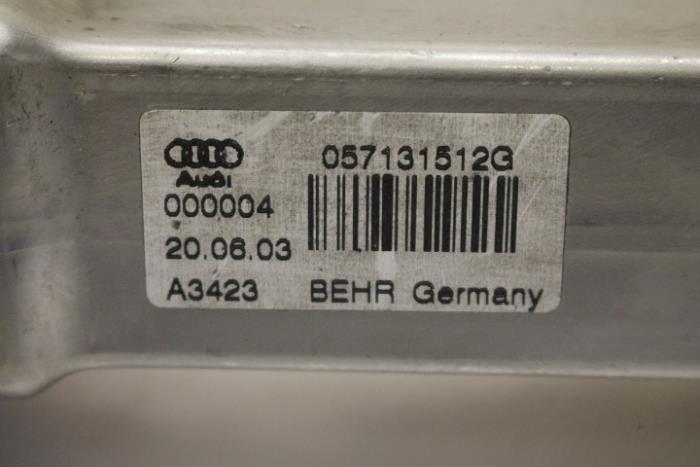 Audi
057131512G
000004
20.06.03
A3423 BEHR Germany